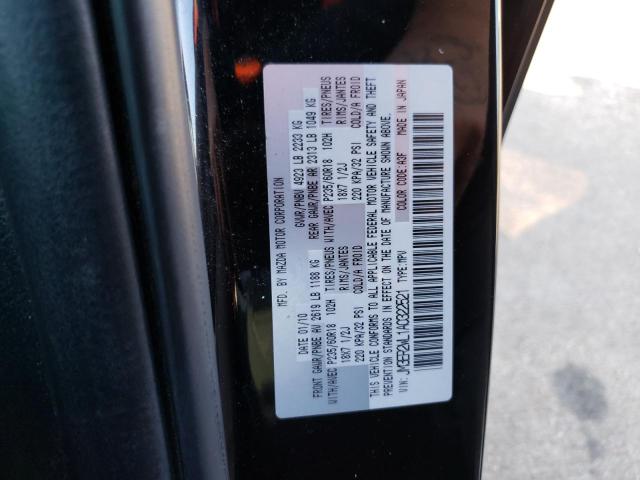 MFD. BY MAZDA MOTOR CORPORATION
DATE 01/10 GVWR/PNBV 4923 LB 2233 KG
FRONT GAWR/PNBE AV 2619 LB 1188 KG REAR GAWR/PNBE AR 2313 LB 1049 KG
WITH/AVEC P235/60R18 102H TIRES/PNEUS WITH/AVEC P235/60R18 102H TIRES/PNEUS
18X7 1/2J RIMS/JANTES 18X7 1/2J RIMS/JANTES
220 KPA/32 PSI COLD/A FROID 220 KPA/32 PSI COLD/A FROID
THIS VEHICLE CONFORMS TO ALL APPLICABLE FEDERAL MOTOR VEHICLE SAFETY AND THEFT
PREVENTION STANDARDS IN EFFECT ON THE DATE OF MANUFACTURE SHOWN ABOVE.
VIN: JM3ER2WL1A0322521 TYPE:MPV COLOR CODE:A3F MADE IN JAPAN